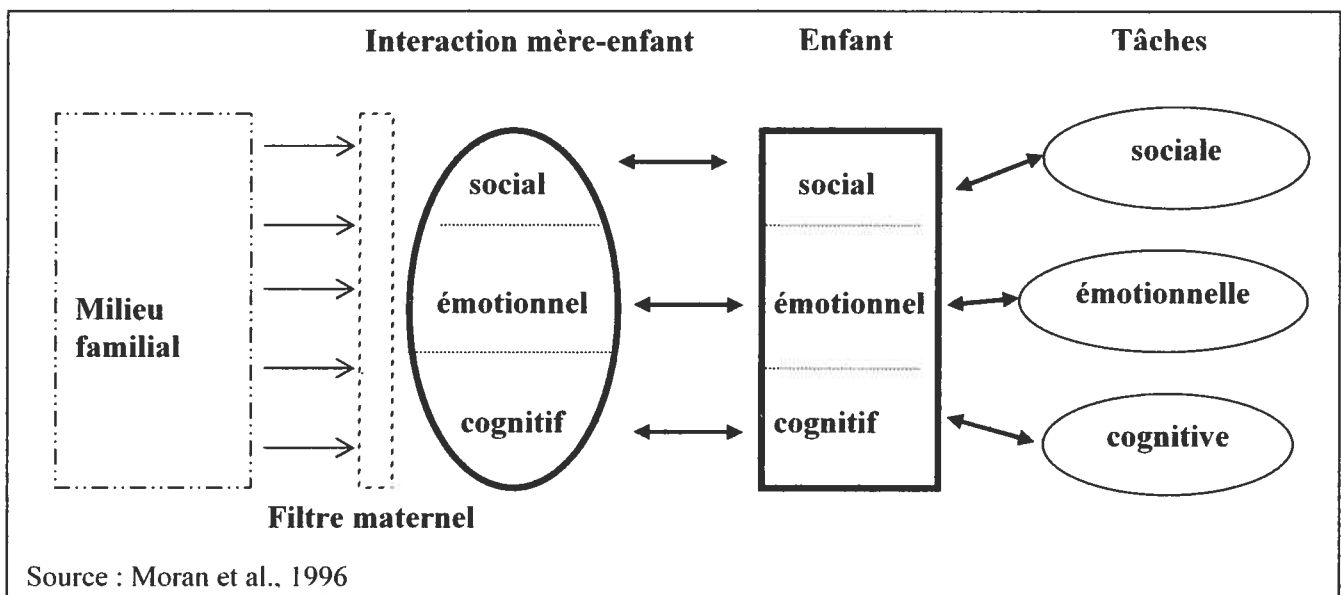 Interaction mère-enfant
Enfant
Tâches
Milieu
familial
Filtre maternel
social
émotionnel
cognitif
social
émotionnel
cognitif
sociale
émotionnelle
cognitive
Source : Moran et al., 1996